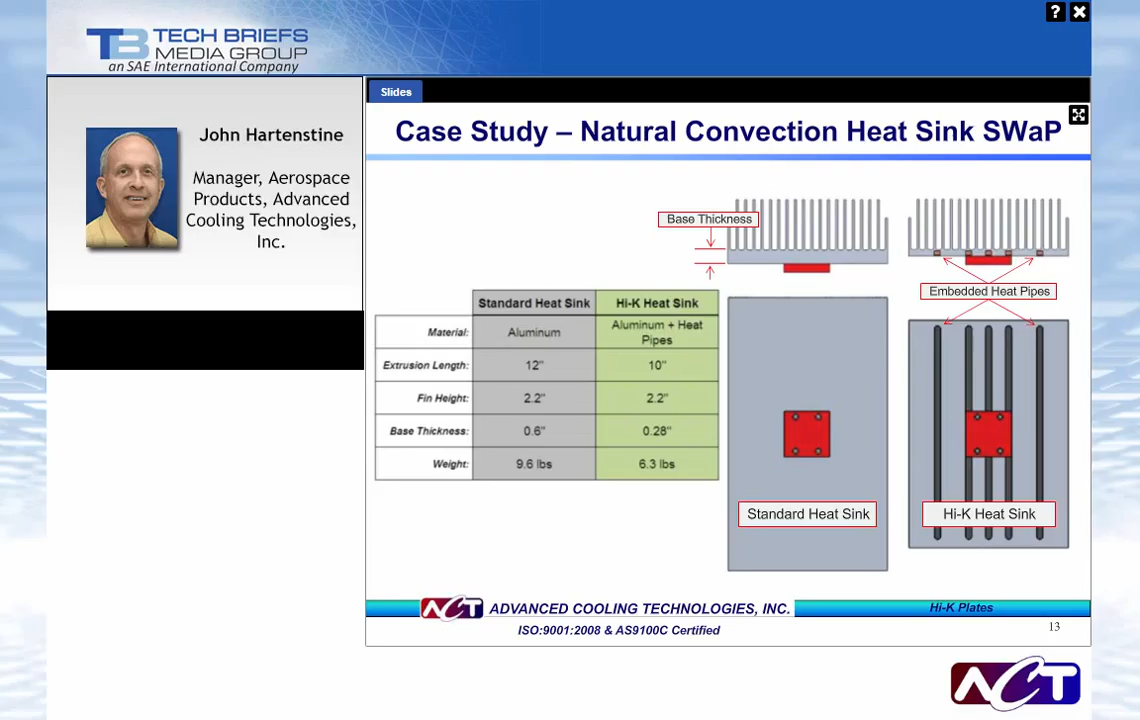 ? ×
TECH BRIEFS
MEDIA GROUP
an SAE International Company
John Hartenstine
Manager, Aerospace
Products, Advanced
Cooling Technologies,
Inc.
Slides
Case Study – Natural Convection Heat Sink SWaP
Base Thickness
Embedded Heat Pipes
Standard Heat Sink Hi-K Heat Sink
Material: Aluminum Aluminum + Heat
Pipes
Extrusion Length: 12" 10"
Fin Height: 2.2" 2.2"
Base Thickness: 0.6" 0.28"
Weight: 9.6 lbs 6.3 lbs
Standard Heat Sink
Hi-K Heat Sink
ACT ADVANCED COOLING TECHNOLOGIES, INC. Hi-K Plates
ISO:9001:2008 & AS9100C Certified
13
ACT